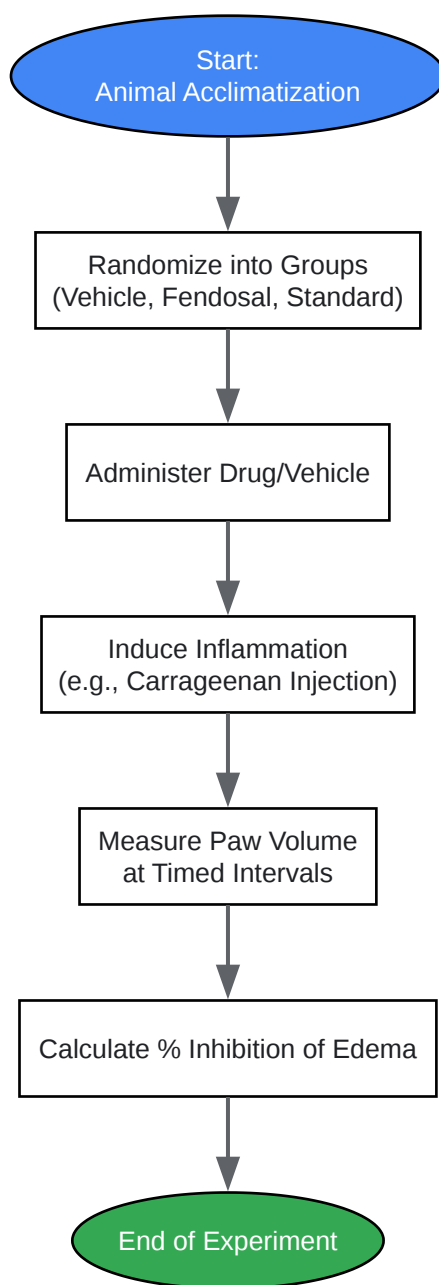 Start:
Animal Acclimatization
Randomize into Groups
(Vehicle, Fendosal, Standard)
Administer Drug/Vehicle
Induce Inflammation
(e.g., Carrageenan Injection)
Measure Paw Volume
at Timed Intervals
Calculate % Inhibition of Edema
End of Experiment